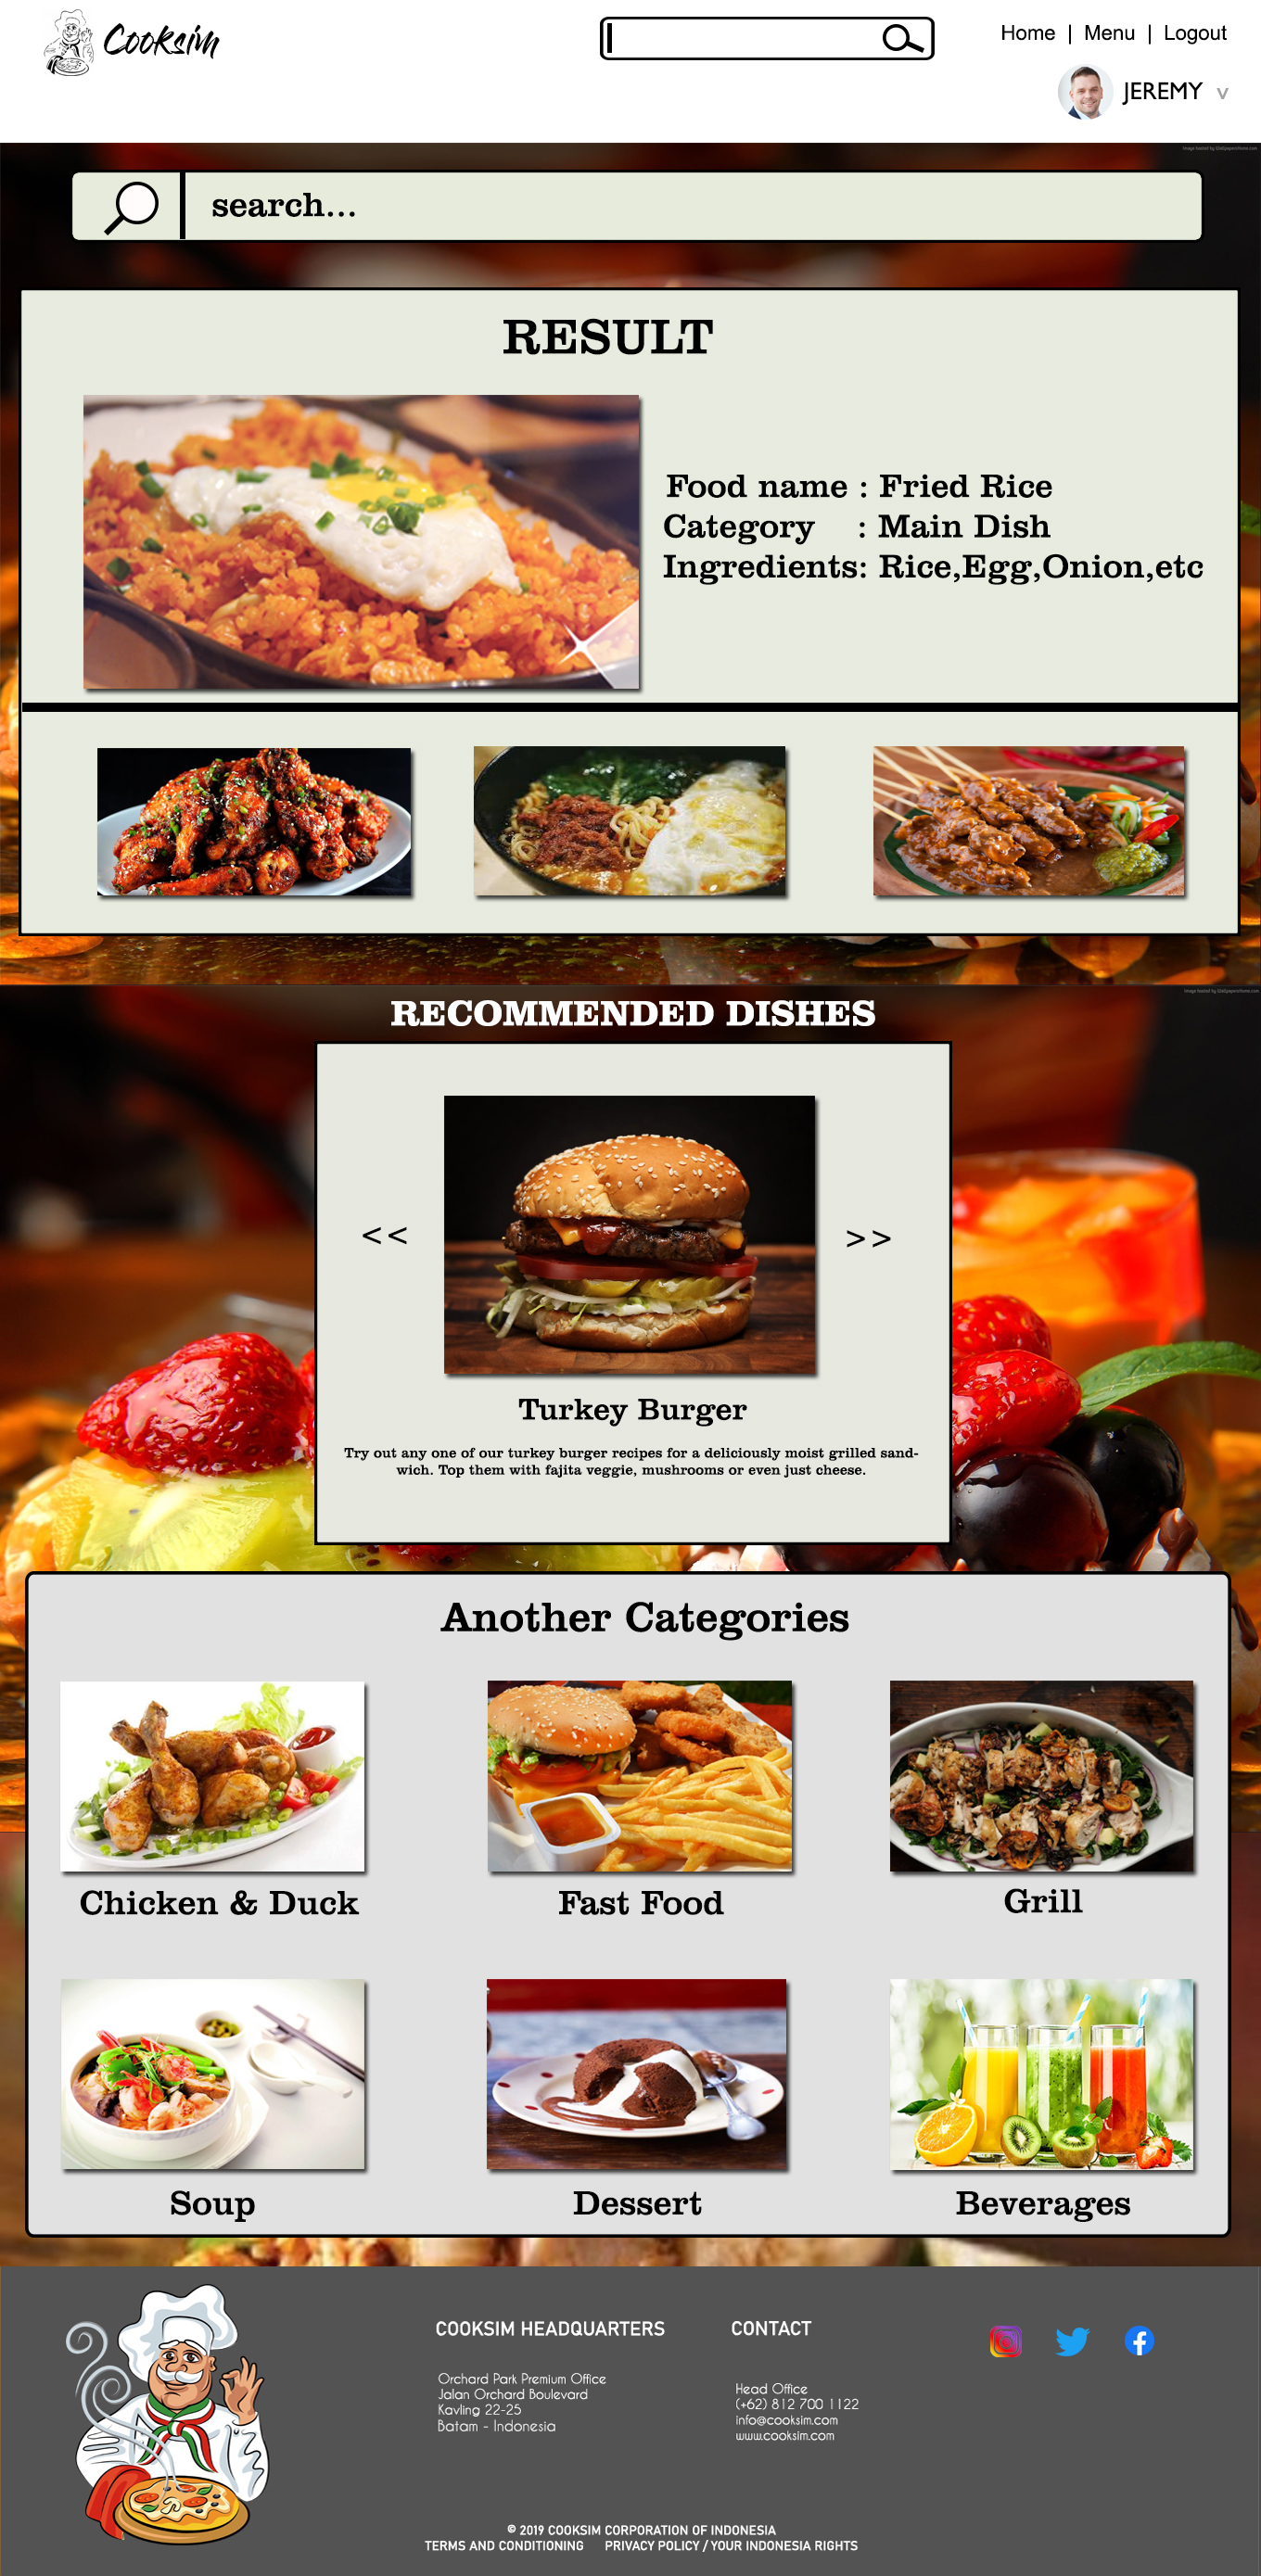 Cooksim
Home | Menu | Logout
JEREMY v
search...
RESULT
Food name : Fried Rice
Category : Main Dish
Ingredients: Rice,Egg,Onion,etc
RECOMMENDED DISHES
<< >>
Turkey Burger
Try out any one of our turkey burger recipes for a deliciously moist grilled sand-
wich. Top them with fajita veggie, mushrooms or even just cheese.
Another Categories
Chicken & Duck
Fast Food
Grill
Soup
Dessert
Beverages
COOKSIM HEADQUARTERS
Orchard Park Premium Office
Jalan Orchard Boulevard
Kavling 22-25
Batam - Indonesia
CONTACT
Head Office
(+62) 812 700 1122
info@cooksim.com
www.cooksim.com
© 2019 COOKSIM CORPORATION OF INDONESIA
TERMS AND CONDITIONING PRIVACY POLICY / YOUR INDONESIA RIGHTS